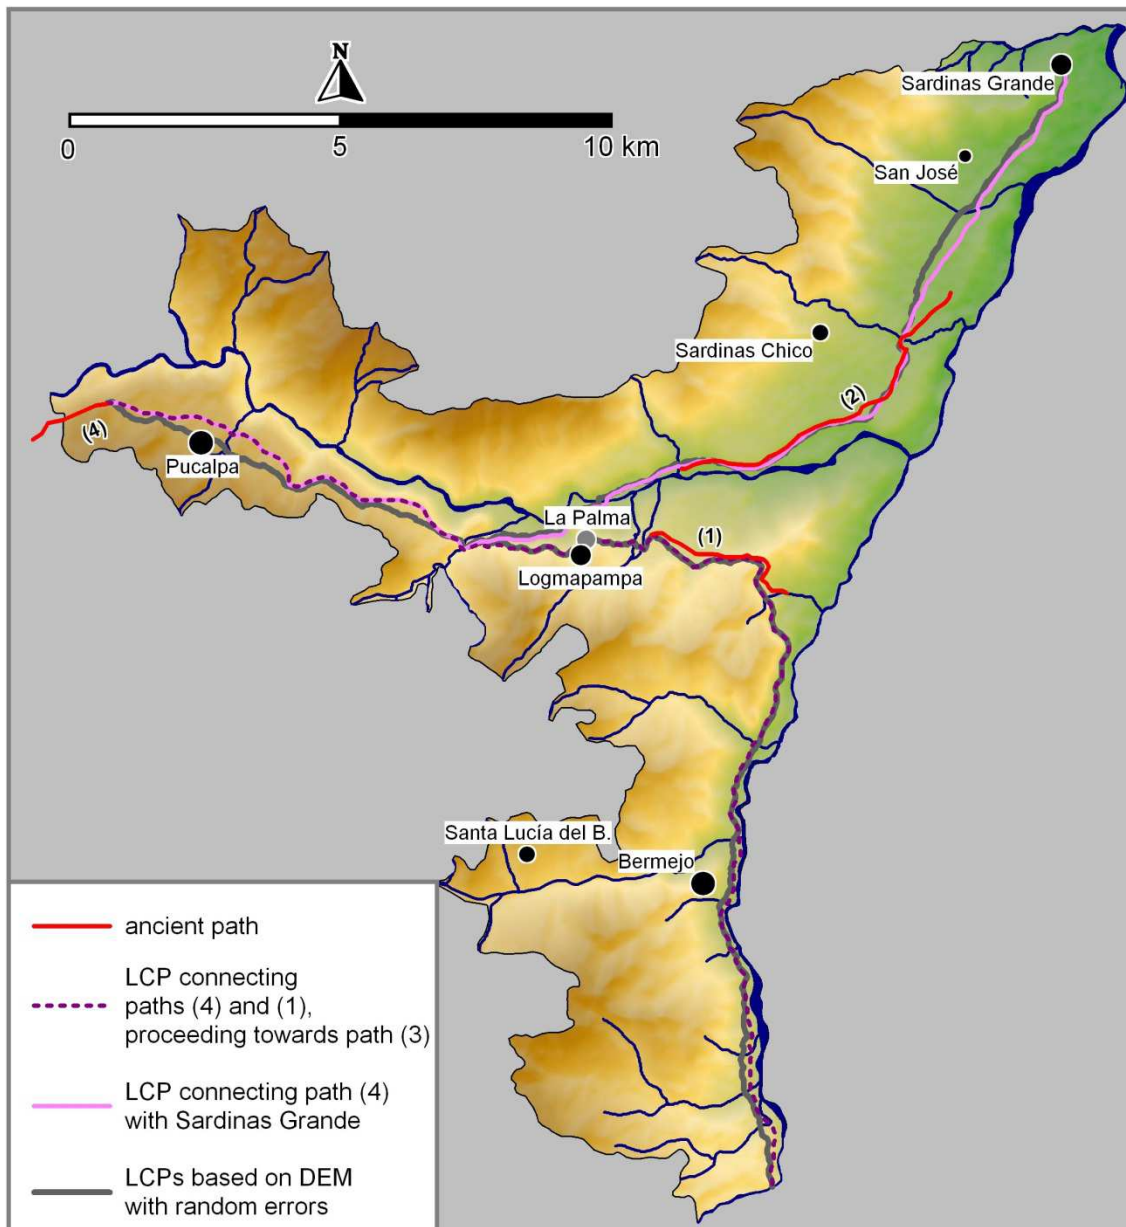 N
0
5
10 km
Sardinas Grande
San José
Sardinas Chico
(2)
(4)
Pucalpa
La Palma
(1)
Logmapampa
Santa Lucía del B.
Bermejo
ancient path
LCP connecting
paths (4) and (1),
proceeding towards path (3)
LCP connecting path (4)
with Sardinas Grande
LCPs based on DEM
with random errors